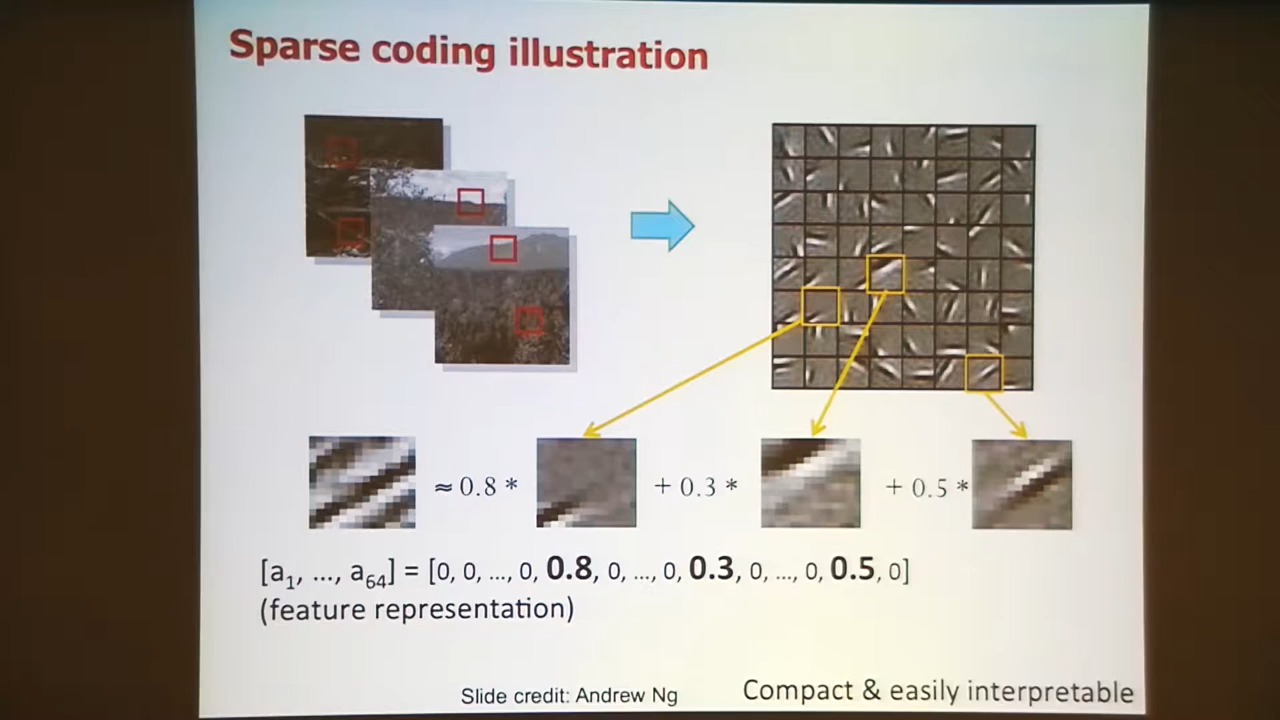 Sparse coding illustration
≈ 0.8 * + 0.3 * + 0.5 *
[a1, ..., a64] = [0, 0, ..., 0, 0.8, 0, ..., 0, 0.3, 0, ..., 0, 0.5, 0]
(feature representation)
Slide credit: Andrew Ng
Compact & easily interpretable